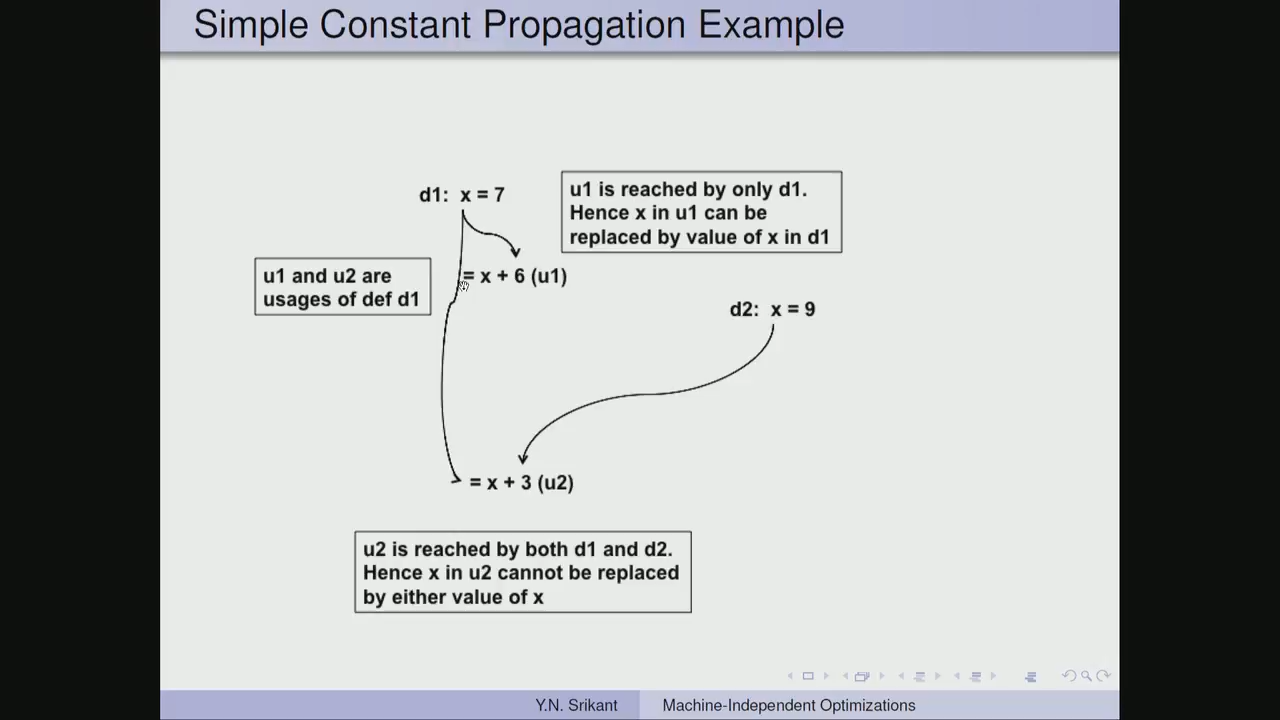 Simple Constant Propagation Example
d1: x = 7
u1 is reached by only d1.
Hence x in u1 can be
replaced by value of x in d1
u1 and u2 are
usages of def d1
= x + 6 (u1)
d2: x = 9
= x + 3 (u2)
u2 is reached by both d1 and d2.
Hence x in u2 cannot be replaced
by either value of x
Y.N. Srikant
Machine-Independent Optimizations